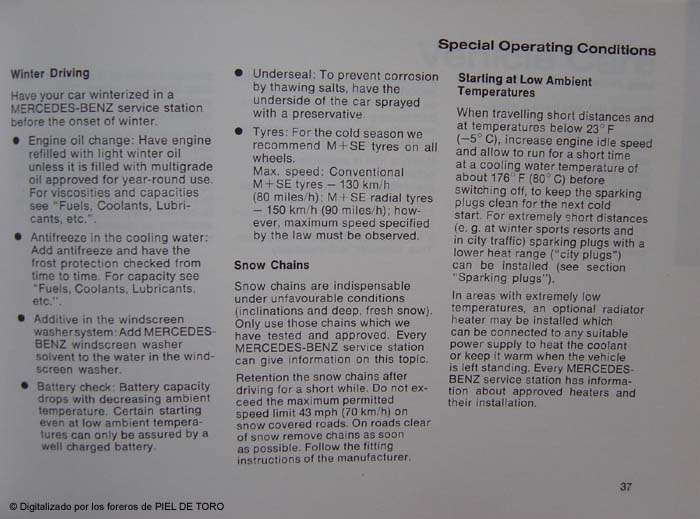 Special Operating Conditions
Winter Driving
Have your car winterized in a
MERCEDES-BENZ service station
before the onset of winter.
● Engine oil change: Have engine
refilled with light winter oil
unless it is filled with multigrade
oil approved for year-round use.
For viscosities and capacities
see “Fuels, Coolants, Lubri-
cants, etc.”.
● Antifreeze in the cooling water:
Add antifreeze and have the
frost protection checked from
time to time. For capacity see
“Fuels, Coolants, Lubricants,
etc.”.
● Additive in the windscreen
washer system: Add MERCEDES-
BENZ windscreen washer
solvent to the water in the wind-
screen washer.
● Battery check: Battery capacity
drops with decreasing ambient
temperature. Certain starting
even at low ambient tempera-
tures can only be assured by a
well charged battery.
● Underseal: To prevent corrosion
by thawing salts, have the
underside of the car sprayed
with a preservative.
● Tyres: For the cold season we
recommend M+SE tyres on all
wheels.
Max. speed: Conventional
M+SE tyres – 130 km/h
(80 miles/h); M+SE radial tyres
– 150 km/h (90 miles/h); how-
ever, maximum speed specified
by the law must be observed.
Snow Chains
Snow chains are indispensable
under unfavourable conditions
(inclinations and deep, fresh snow).
Only use those chains which we
have tested and approved. Every
MERCEDES-BENZ service station
can give information on this topic.
Retention the snow chains after
driving for a short while. Do not ex-
ceed the maximum permitted
speed limit 43 mph (70 km/h) on
snow covered roads. On roads clear
of snow remove chains as soon
as possible. Follow the fitting
instructions of the manufacturer.
Starting at Low Ambient
Temperatures
When travelling short distances and
at temperatures below 23° F
(−5° C), increase engine idle speed
and allow to run for a short time
at a cooling water temperature of
about 176° F (80° C) before
switching off, to keep the sparking
plugs clean for the next cold
start. For extremely short distances
(e. g. at winter sports resorts and
in city traffic) sparking plugs with a
lower heat range (“city plugs”)
can be installed (see section
“Sparking plugs”).
In areas with extremely low
temperatures, an optional radiator
heater may be installed which
can be connected to any suitable
power supply to heat the coolant
or keep it warm when the vehicle
is left standing. Every MERCEDES-
BENZ service station has informa-
tion about approved heaters and
their installation.
37
© Digitalizado por los foreros de PIEL DE TORO